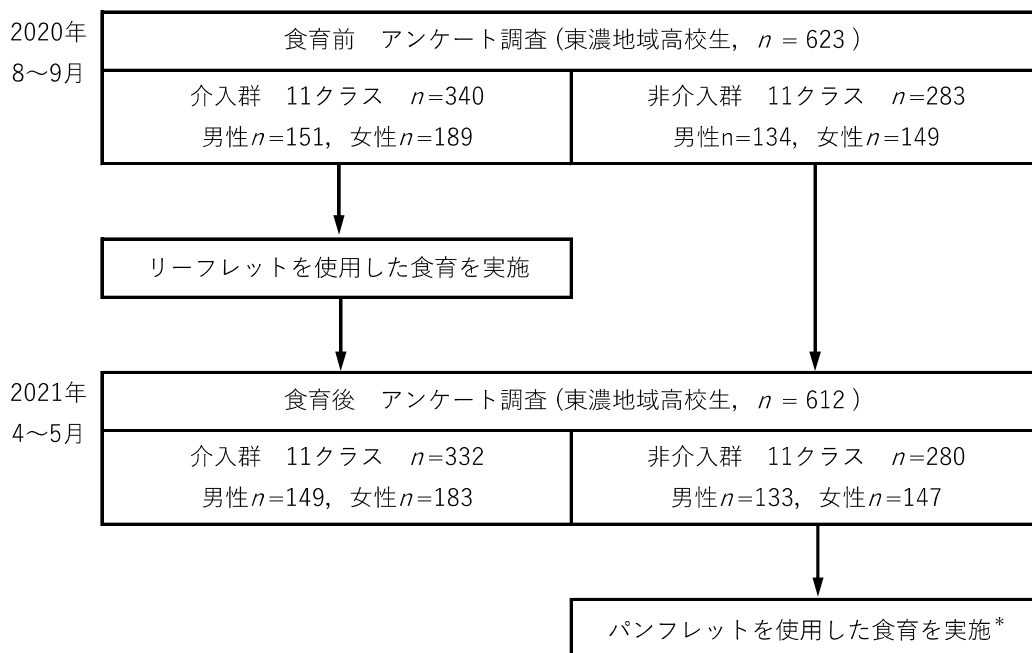 2020年
8～9月
食育前　アンケート調査 (東濃地域高校生, n = 623 )
介入群　11クラス　n=340
男性n=151, 女性n=189
非介入群　11クラス　n=283
男性n=134, 女性n=149
リーフレットを使用した食育を実施
2021年
4～5月
食育後　アンケート調査 (東濃地域高校生, n = 612 )
介入群　11クラス　n=332
男性n=149, 女性n=183
非介入群　11クラス　n=280
男性n=133, 女性n=147
パンフレットを使用した食育を実施*